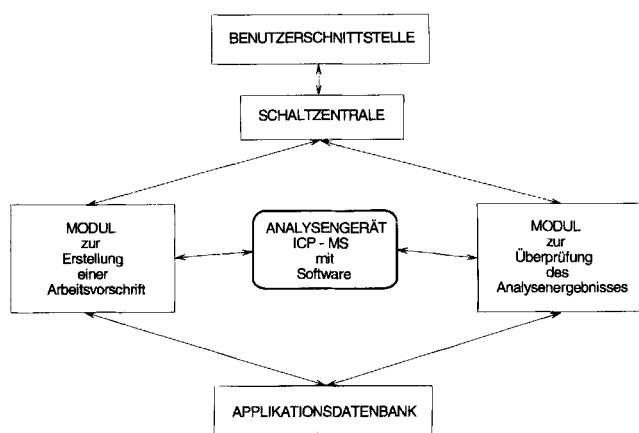 BENUTZERSCHNITTSTELLE
SCHALTZENTRALE
MODUL
zur
Erstellung
einer
Arbeitsvorschrift
ANALYSENGERÄT
ICP - MS
mit
Software
MODUL
zur
Überprüfung
des
Analysenergebnisses
APPLIKATIONSDATENBANK